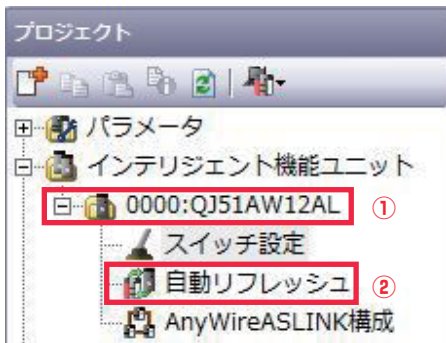 プロジェクト
パラメータ
インテリジェント機能ユニット
0000:QJ51AW12AL ①
スイッチ設定
自動リフレッシュ ②
AnyWireASLINK構成